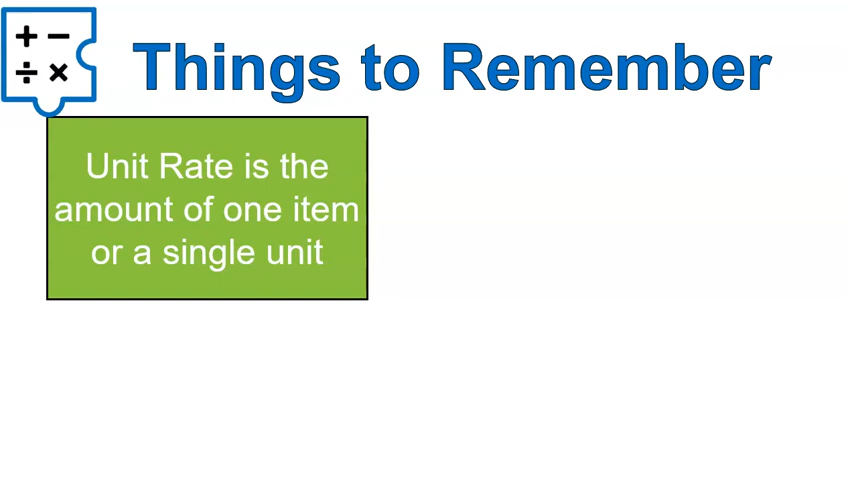 + −
÷ ×
Things to Remember
Unit Rate is the
amount of one item
or a single unit